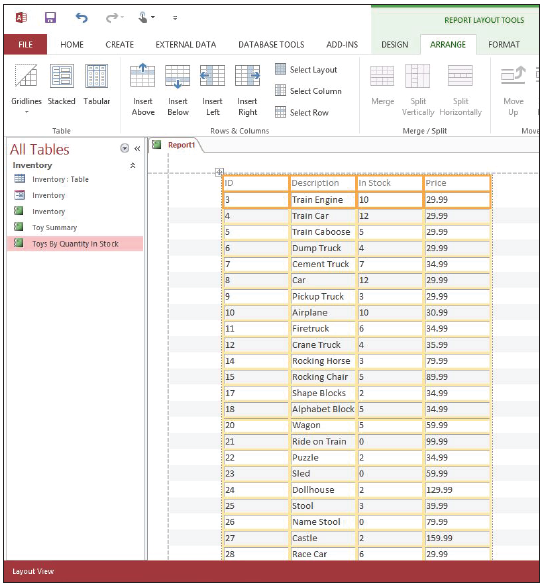 REPORT LAYOUT TOOLS
FILE HOME CREATE EXTERNAL DATA DATABASE TOOLS ADD-INS DESIGN ARRANGE FORMAT
Gridlines Stacked Tabular Insert Above Insert Below Insert Left Insert Right Select Layout Select Column Select Row Merge Split Vertically Split Horizontally Move Up
Table Rows & Columns Merge / Split Move
All Tables Report1
Inventory
Inventory : Table
Inventory
Inventory
Toy Summary
Toys By Quantity In Stock
ID Description In Stock Price
3 Train Engine 10 29.99
4 Train Car 12 29.99
5 Train Caboose 5 29.99
6 Dump Truck 4 29.99
7 Cement Truck 7 34.99
8 Car 12 29.99
9 Pickup Truck 3 29.99
10 Airplane 10 30.99
11 Firetruck 6 34.99
12 Crane Truck 4 35.99
14 Rocking Horse 3 79.99
15 Rocking Chair 5 89.99
17 Shape Blocks 2 34.99
18 Alphabet Block 5 34.99
20 Wagon 5 59.99
21 Ride on Train 0 99.99
22 Puzzle 2 34.99
23 Sled 0 59.99
24 Dollhouse 2 129.99
25 Stool 3 39.99
26 Name Stool 0 79.99
27 Castle 2 159.99
28 Race Car 6 29.99
Layout View